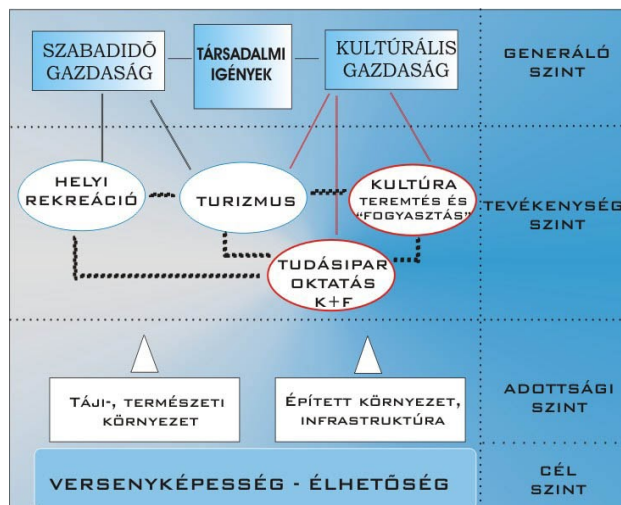 SZABADIDŐ
GAZDASÁG
TÁRSADALMI
IGÉNYEK
KULTÚRÁLIS
GAZDASÁG
GENERÁLÓ
SZINT
HELYI
REKREÁCIÓ
TURIZMUS
KULTÚRA
TEREMTÉS ÉS
“FOGYASZTÁS”
TEVÉKENYSÉG
SZINT
TUDÁSIPAR
OKTATÁS
K+F
TÁJI-, TERMÉSZETI
KÖRNYEZET
ÉPÍTETT KÖRNYEZET,
INFRASTRUKTÚRA
ADOTTSÁGI
SZINT
VERSENYKÉPESSÉG - ÉLHETŐSÉG
CÉL
SZINT